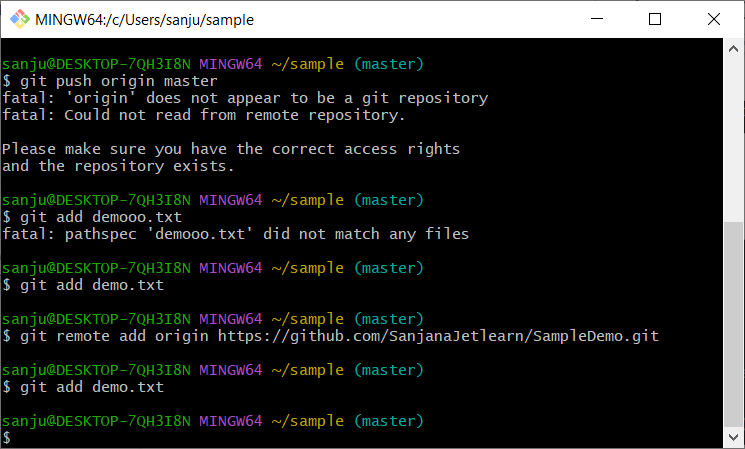 MINGW64:/c/Users/sanju/sample
sanju@DESKTOP-7QH3I8N MINGW64 ~/sample (master)
$ git push origin master
fatal: 'origin' does not appear to be a git repository
fatal: Could not read from remote repository.
Please make sure you have the correct access rights
and the repository exists.
sanju@DESKTOP-7QH3I8N MINGW64 ~/sample (master)
$ git add demooo.txt
fatal: pathspec 'demooo.txt' did not match any files
sanju@DESKTOP-7QH3I8N MINGW64 ~/sample (master)
$ git add demo.txt
sanju@DESKTOP-7QH3I8N MINGW64 ~/sample (master)
$ git remote add origin https://github.com/SanjanaJetlearn/SampleDemo.git
sanju@DESKTOP-7QH3I8N MINGW64 ~/sample (master)
$ git add demo.txt
sanju@DESKTOP-7QH3I8N MINGW64 ~/sample (master)
$